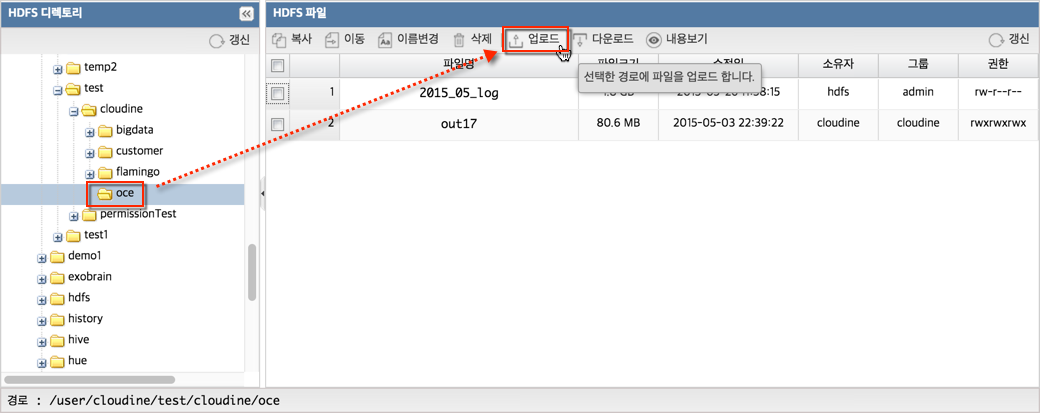 HDFS 디렉토리
갱신
temp2
test
cloudine
bigdata
customer
flamingo
oce
permissionTest
test1
demo1
exobrain
hdfs
history
hive
hue
HDFS 파일
복사 이동 이름변경 삭제 업로드 다운로드 내용보기 갱신
파일명 파일크기 수정일 소유자 그룹 권한
선택한 경로에 파일을 업로드 합니다.
1 2015_05_log hdfs admin rw-r--r--
2 out17 80.6 MB 2015-05-03 22:39:22 cloudine cloudine rwxrwxrwx
경로 : /user/cloudine/test/cloudine/oce